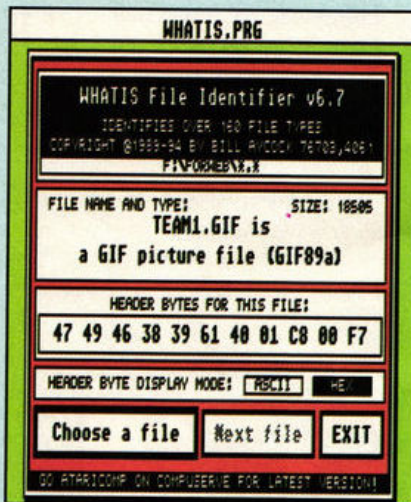 WHATIS.PRG
WHATIS File Identifier v6.7
IDENTIFIES OVER 160 FILE TYPES
COPYRIGHT @1989-94 BY BILL AYCOCK 76703,4061
F:\FORWEB\*.*
FILE NAME AND TYPE: SIZE: 18505
TEAM1.GIF is
a GIF picture file (GIF89a)
HEADER BYTES FOR THIS FILE:
47 49 46 38 39 61 40 01 C8 00 F7
HEADER BYTE DISPLAY MODE: ASCII HEX
Choose a file Next file EXIT
GO ATARICOMP ON COMPUSERVE FOR LATEST VERSION!